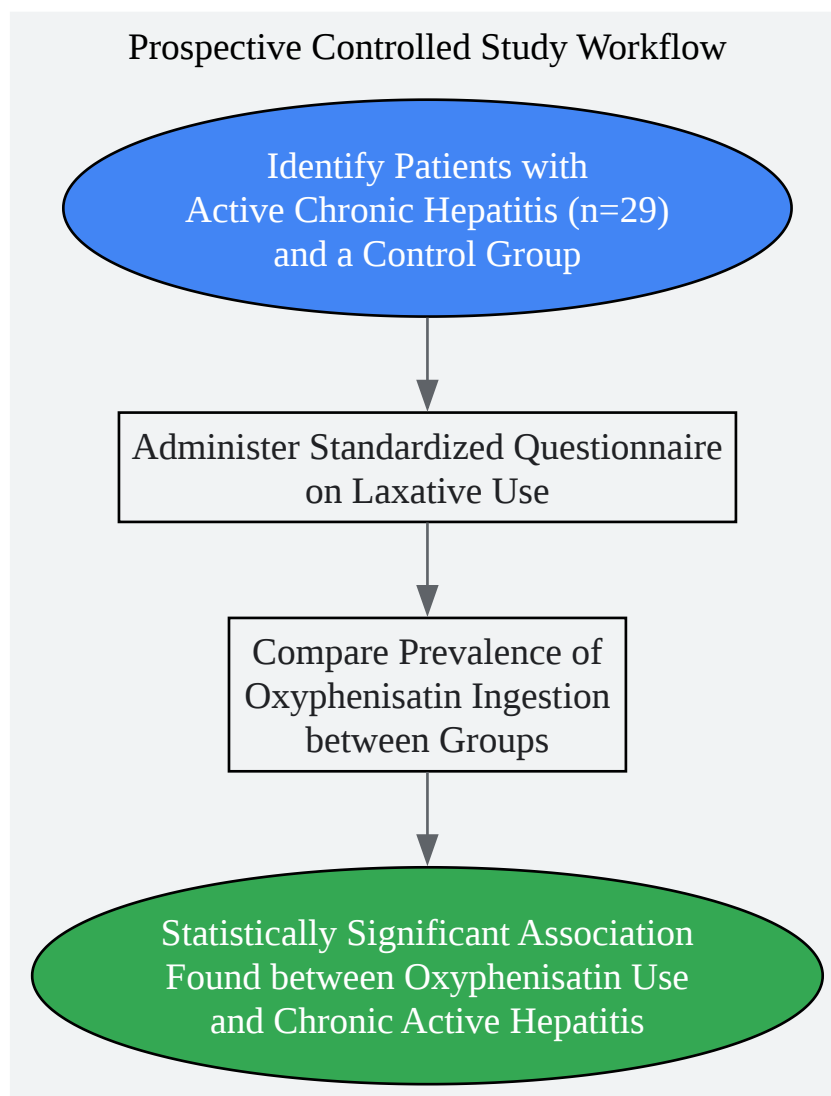 Prospective Controlled Study Workflow
Identify Patients with
Active Chronic Hepatitis (n=29)
and a Control Group
Administer Standardized Questionnaire
on Laxative Use
Compare Prevalence of
Oxyphenisatin Ingestion
between Groups
Statistically Significant Association
Found between Oxyphenisatin Use
and Chronic Active Hepatitis